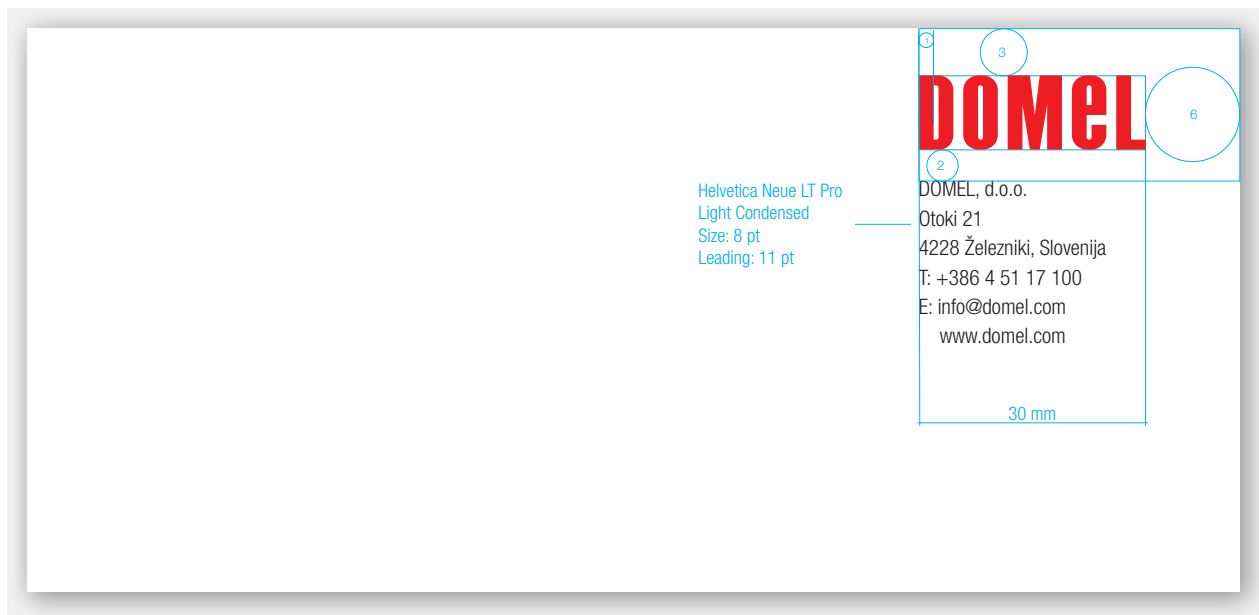 1
3
DOMEL
6
2
Helvetica Neue LT Pro
Light Condensed
Size: 8 pt
Leading: 11 pt
DOMEL, d.o.o.
Otoki 21
4228 Železniki, Slovenija
T: +386 4 51 17 100
E: info@domel.com
www.domel.com
30 mm